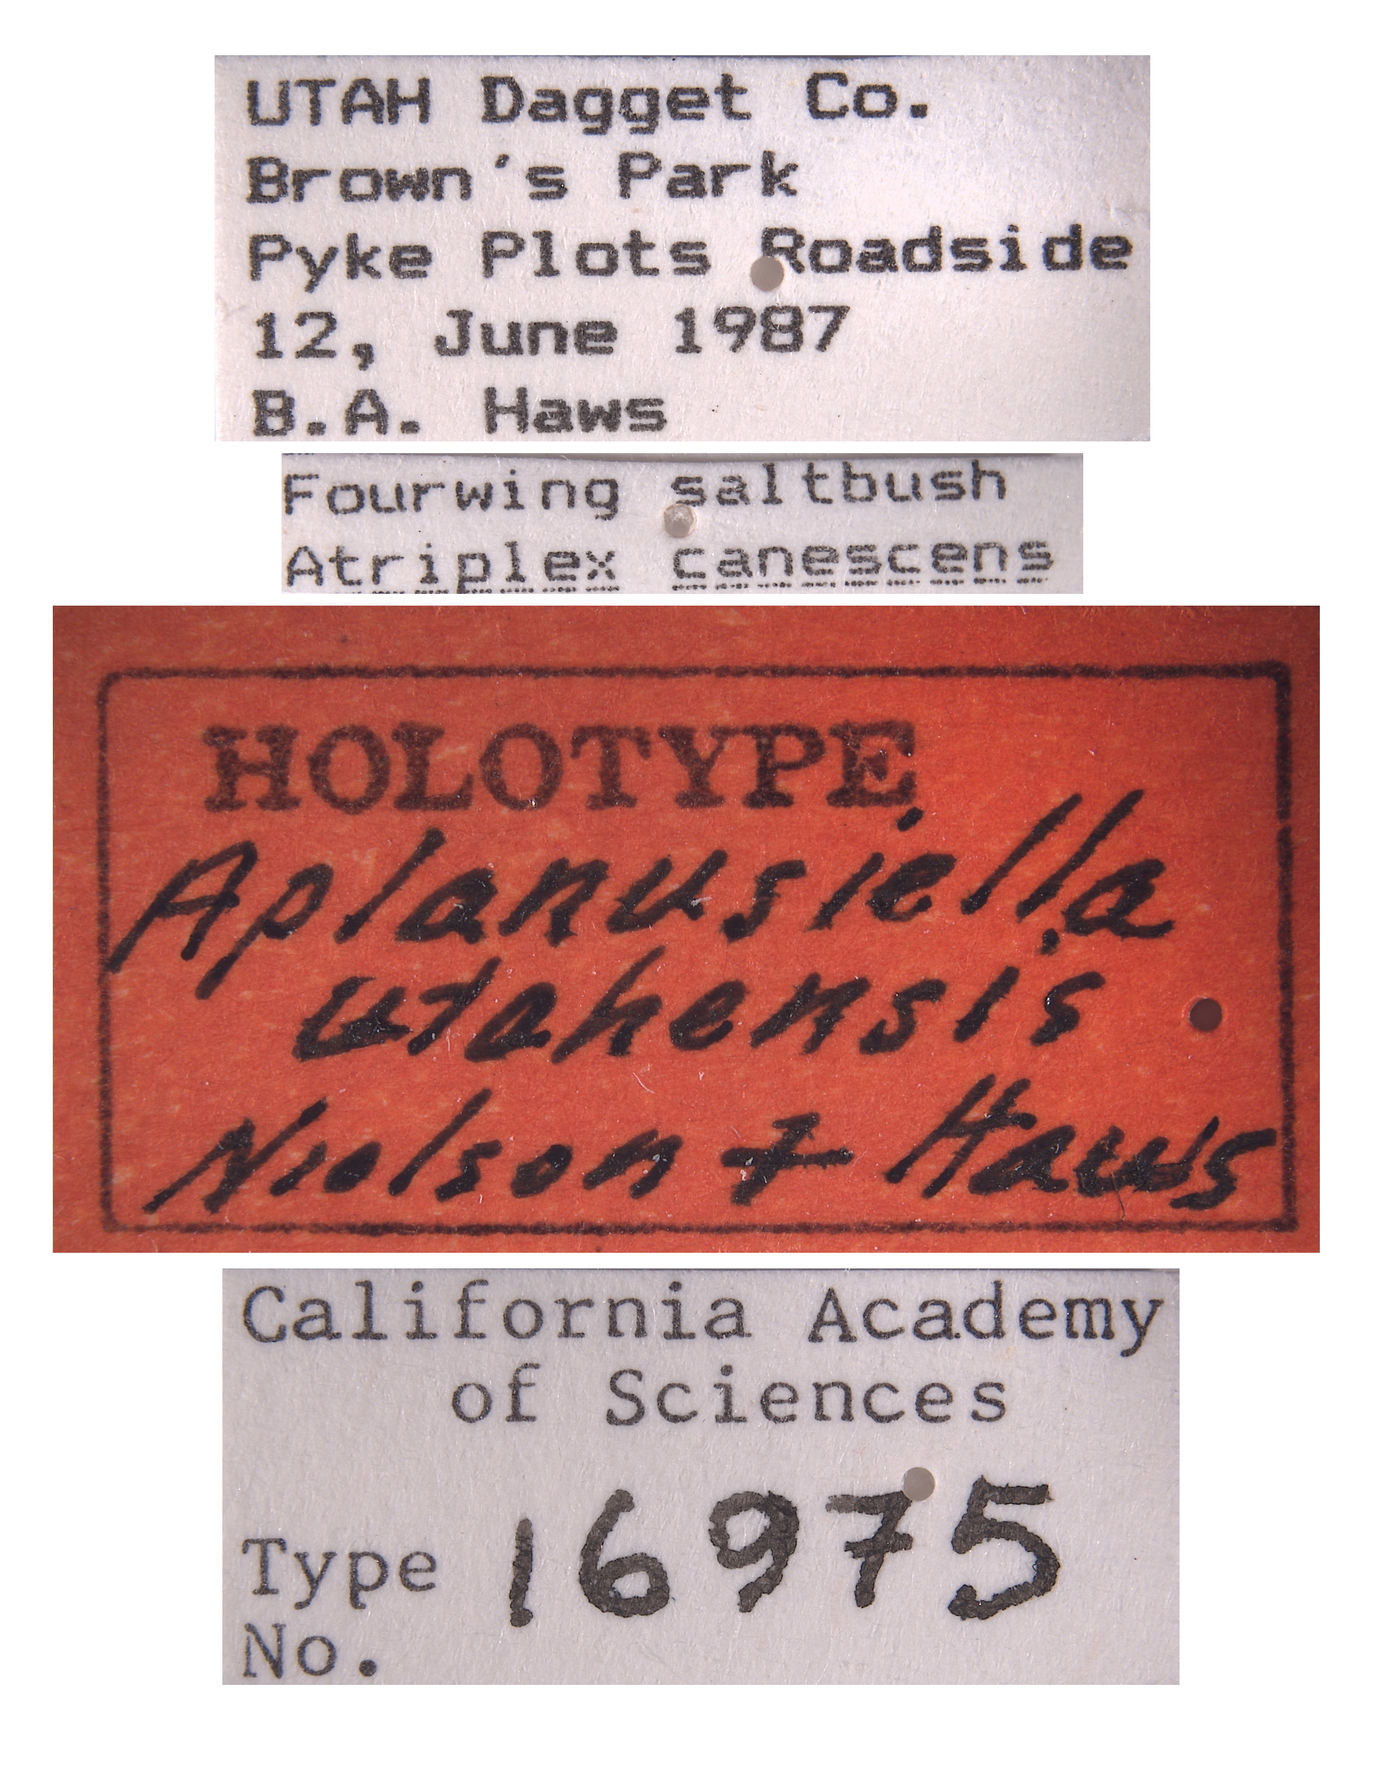 UTAH Dagget Co.
Brown's Park
Pyke Plots Roadside
12, June 1987
B.A. Haws
Fourwing saltbush
Atriplex canescens
HOLOTYPE
Aplanusiella
utahensis
Nielson + Haws
California Academy
of Sciences
Type 16975
No.